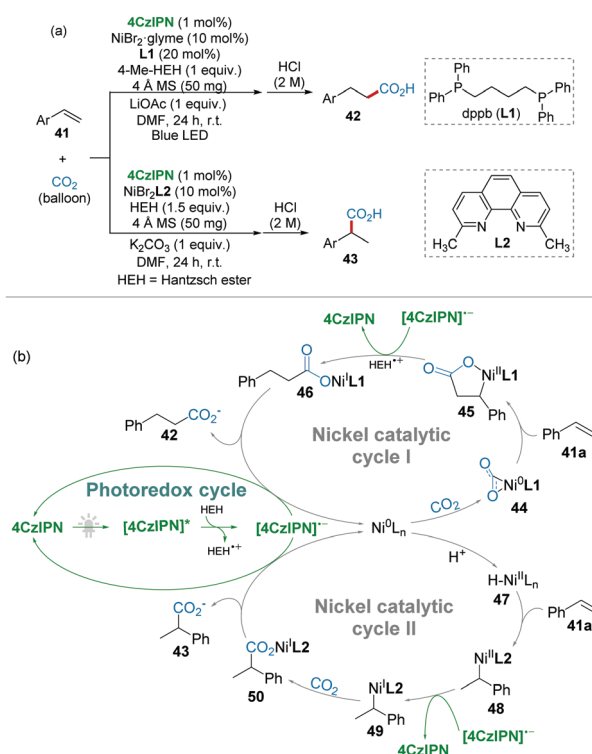 (a)
4CzIPN (1 mol%)
NiBr₂·glyme (10 mol%)
L1 (20 mol%)
4-Me-HEH (1 equiv.)
4 Å MS (50 mg)
LiOAc (1 equiv.)
DMF, 24 h, r.t.
Blue LED
HCl
(2 M)
Ar
CO₂H
42
Ph
P
Ph
Ph
P
Ph
dppb (L1)
Ar
41
+
CO₂
(balloon)
4CzIPN (1 mol%)
NiBr₂L2 (10 mol%)
HEH (1.5 equiv.)
4 Å MS (50 mg)
K₂CO₃ (1 equiv.)
DMF, 24 h, r.t.
HEH = Hantzsch ester
HCl
(2 M)
CO₂H
Ar
43
N N
H₃C CH₃
L2
(b)
4CzIPN [4CzIPN]•−
HEH•+
O
Ph ONiᴵL1
46
O O NiᴵᴵL1
Ph
45
Ph CO₂⁻
42
Nickel catalytic
cycle I
Ph
41a
O
O Ni⁰L1
44
CO₂
Photoredox cycle
4CzIPN [4CzIPN]* HEH HEH•+ [4CzIPN]•−
Ni⁰Lₙ
H⁺
H-NiᴵᴵLₙ
47
Nickel catalytic
cycle II
Ph
41a
CO₂⁻
Ph
43
CO₂NiᴵL2
Ph
50
CO₂
NiᴵL2
Ph
49
NiᴵᴵL2
Ph
48
4CzIPN [4CzIPN]•−